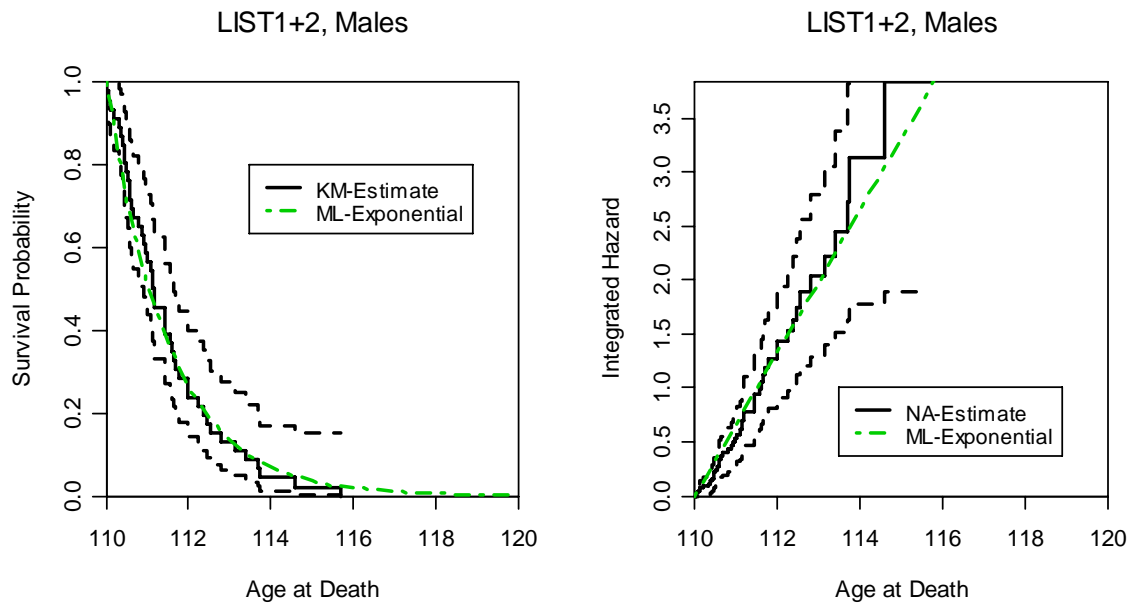 LIST1+2, Males
Survival Probability
1.0
0.8
0.6
0.4
0.2
0.0
KM-Estimate
ML-Exponential
110 112 114 116 118 120
Age at Death
LIST1+2, Males
Integrated Hazard
3.5
3.0
2.5
2.0
1.5
1.0
0.5
0.0
NA-Estimate
ML-Exponential
110 112 114 116 118 120
Age at Death